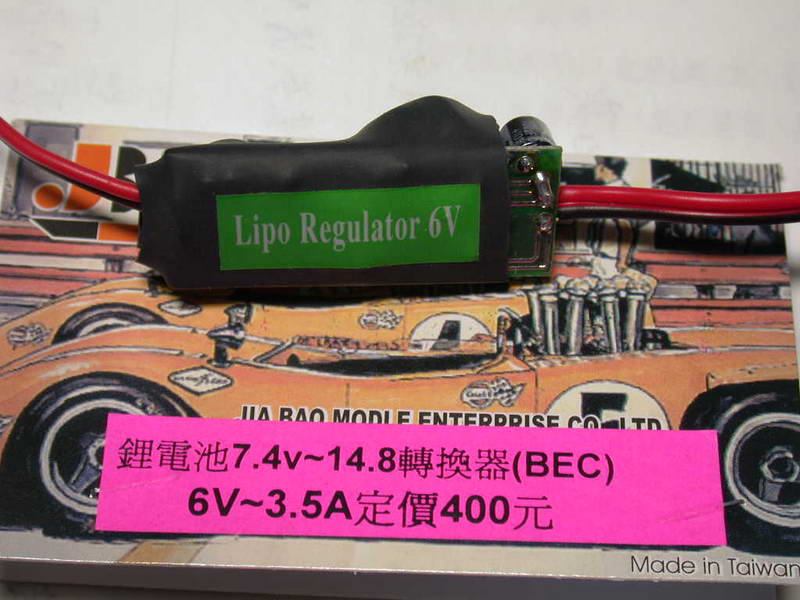 JB
Lipo Regulator 6V
JIA BAO MODLE ENTERPRISE CO., LTD
鋰電池7.4v~14.8轉換器(BEC)
6V~3.5A定價400元
Made in Taiwan